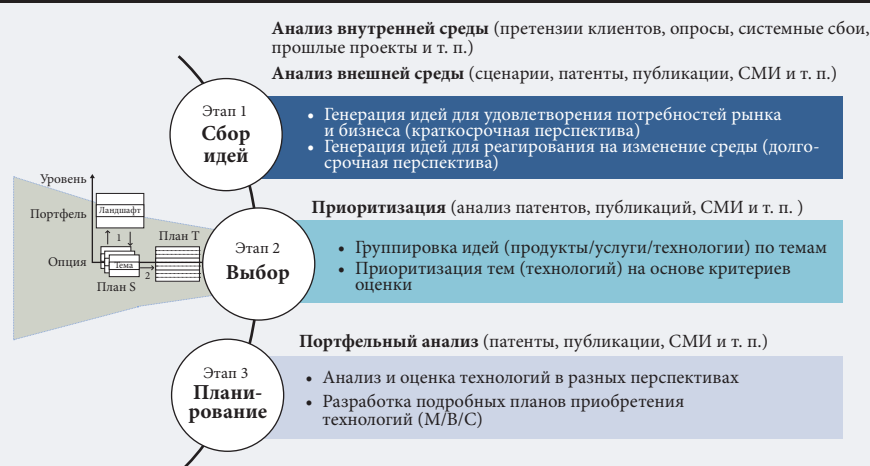 Анализ внутренней среды (претензии клиентов, опросы, системные сбои,
прошлые проекты и т. п.)
Анализ внешней среды (сценарии, патенты, публикации, СМИ и т. п.)
Этап 1
Сбор
идей
• Генерация идей для удовлетворения потребностей рынка
и бизнеса (краткосрочная перспектива)
• Генерация идей для реагирования на изменение среды (долго-
срочная перспектива)
Уровень
Портфель
Ландшафт
1
План T
Опция
Тема
2
План S
Приоритизация (анализ патентов, публикаций, СМИ и т. п. )
Этап 2
Выбор
• Группировка идей (продукты/услуги/технологии) по темам
• Приоритизация тем (технологий) на основе критериев
оценки
Портфельный анализ (патенты, публикации, СМИ и т. п.)
Этап 3
Плани-
рование
• Анализ и оценка технологий в разных перспективах
• Разработка подробных планов приобретения
технологий (M/B/C)